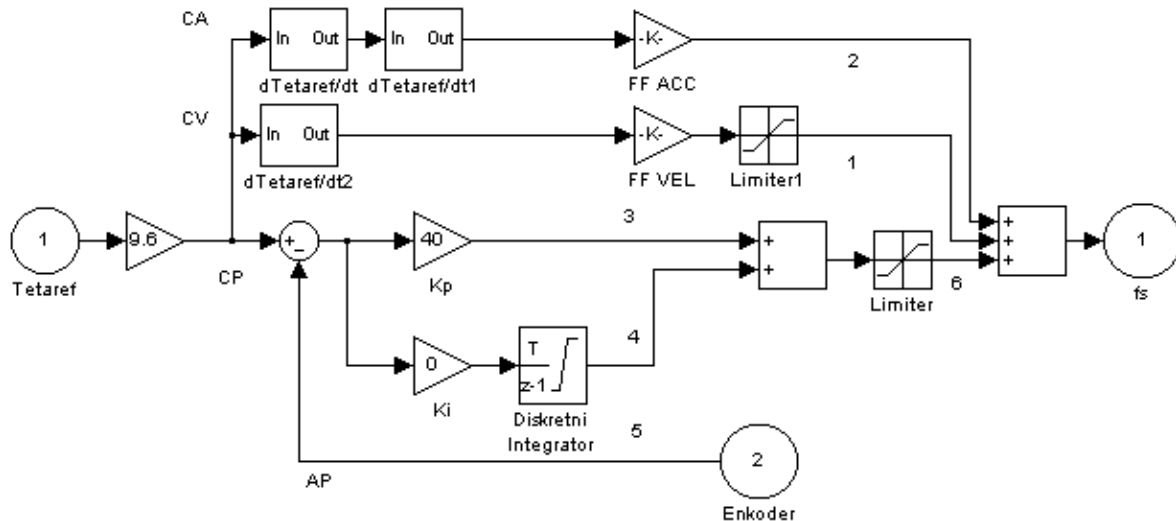 CA
In Out
In Out
-K-
2
dTetaref/dt
dTetaref/dt1
FF ACC
CV
In Out
-K-
1
dTetaref/dt2
FF VEL
Limiter1
1
9.6
+
-
40
3
+
+
+
+
+
1
Tetaref
CP
Kp
Limiter
6
fs
0
T
z-1
4
Ki
Diskretni
Integrator
5
2
AP
Enkoder